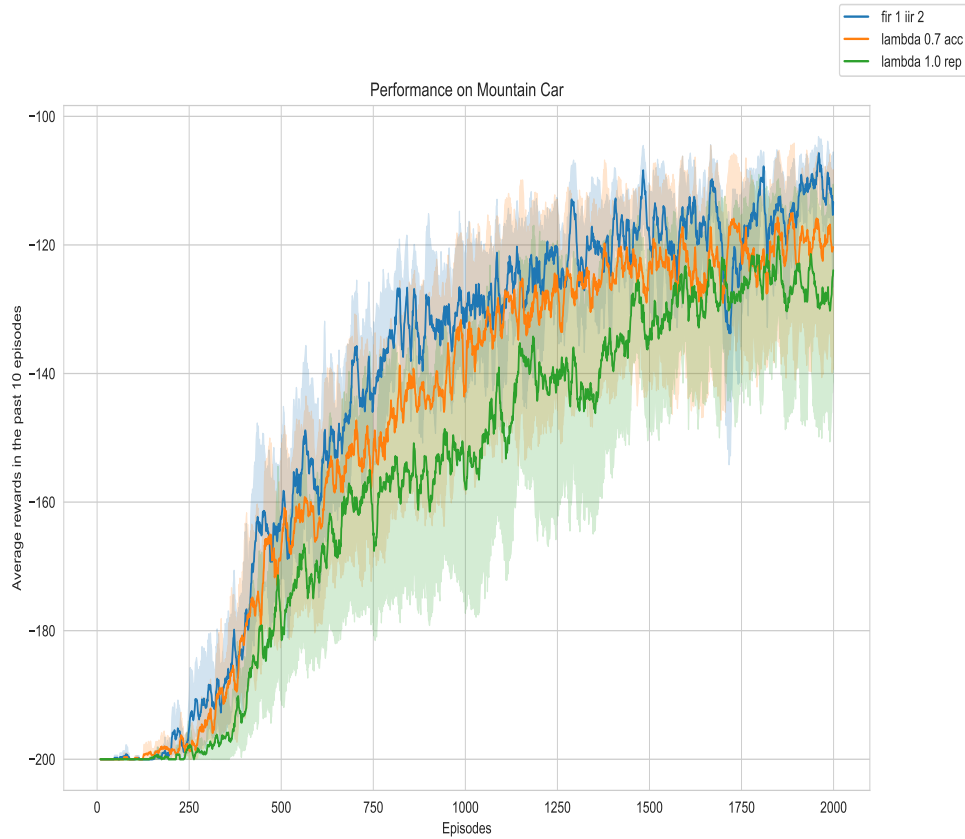 fir 1 iir 2
lambda 0.7 acc
lambda 1.0 rep
Performance on Mountain Car
−100
−120
−140
−160
−180
−200
Average rewards in the past 10 episodes
0 250 500 750 1000 1250 1500 1750 2000
Episodes